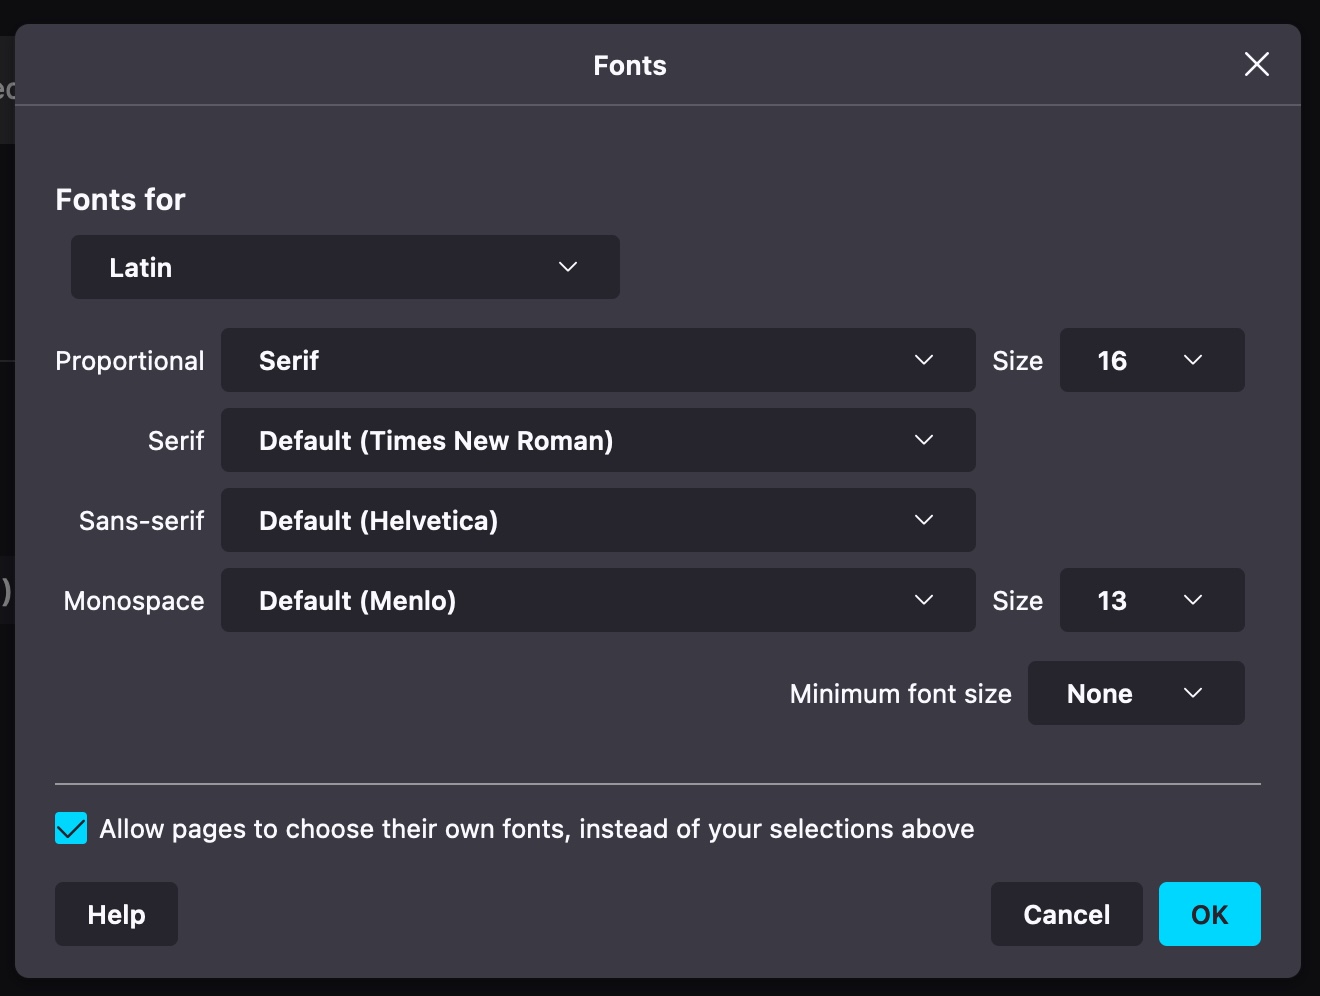 Fonts
Fonts for
Latin
Proportional Serif Size 16
Serif Default (Times New Roman)
Sans-serif Default (Helvetica)
Monospace Default (Menlo) Size 13
Minimum font size None
)
Allow pages to choose their own fonts, instead of your selections above
Help Cancel OK